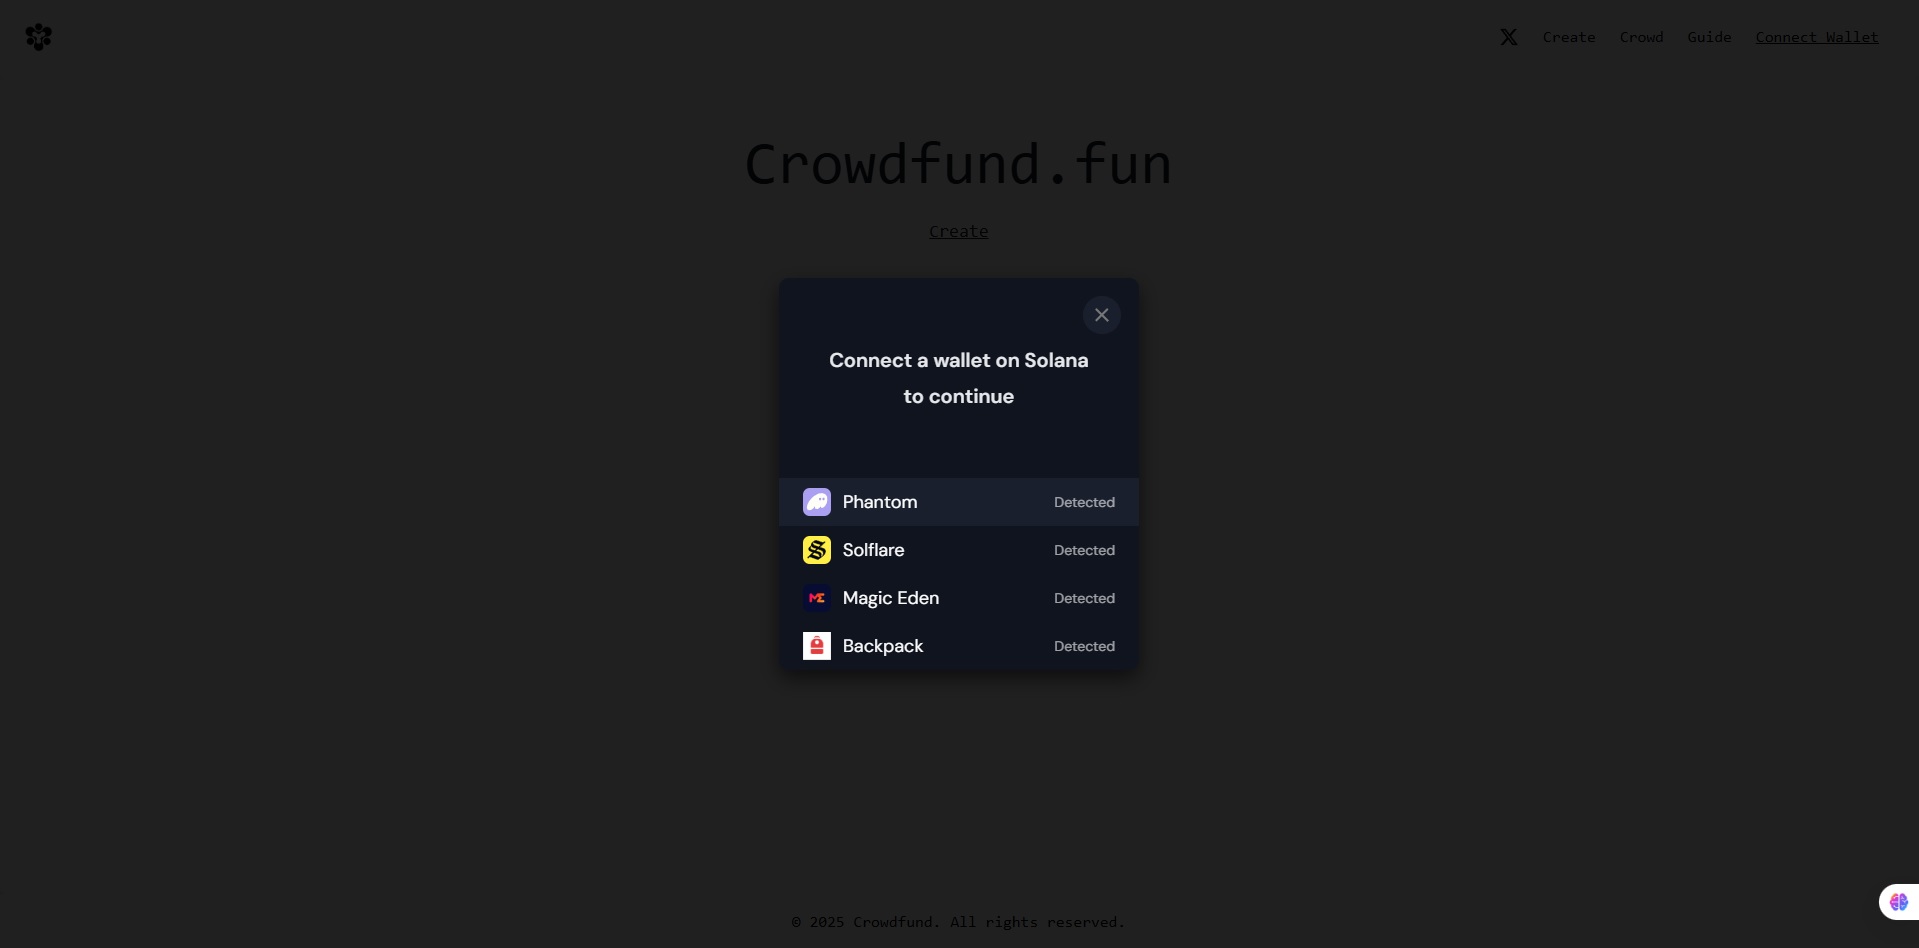 Create
Crowd
Guide
Connect Wallet
Crowdfund.fun
Create
Connect a wallet on Solana
to continue
Phantom Detected
Solflare Detected
ME Magic Eden Detected
Backpack Detected
© 2025 Crowdfund. All rights reserved.